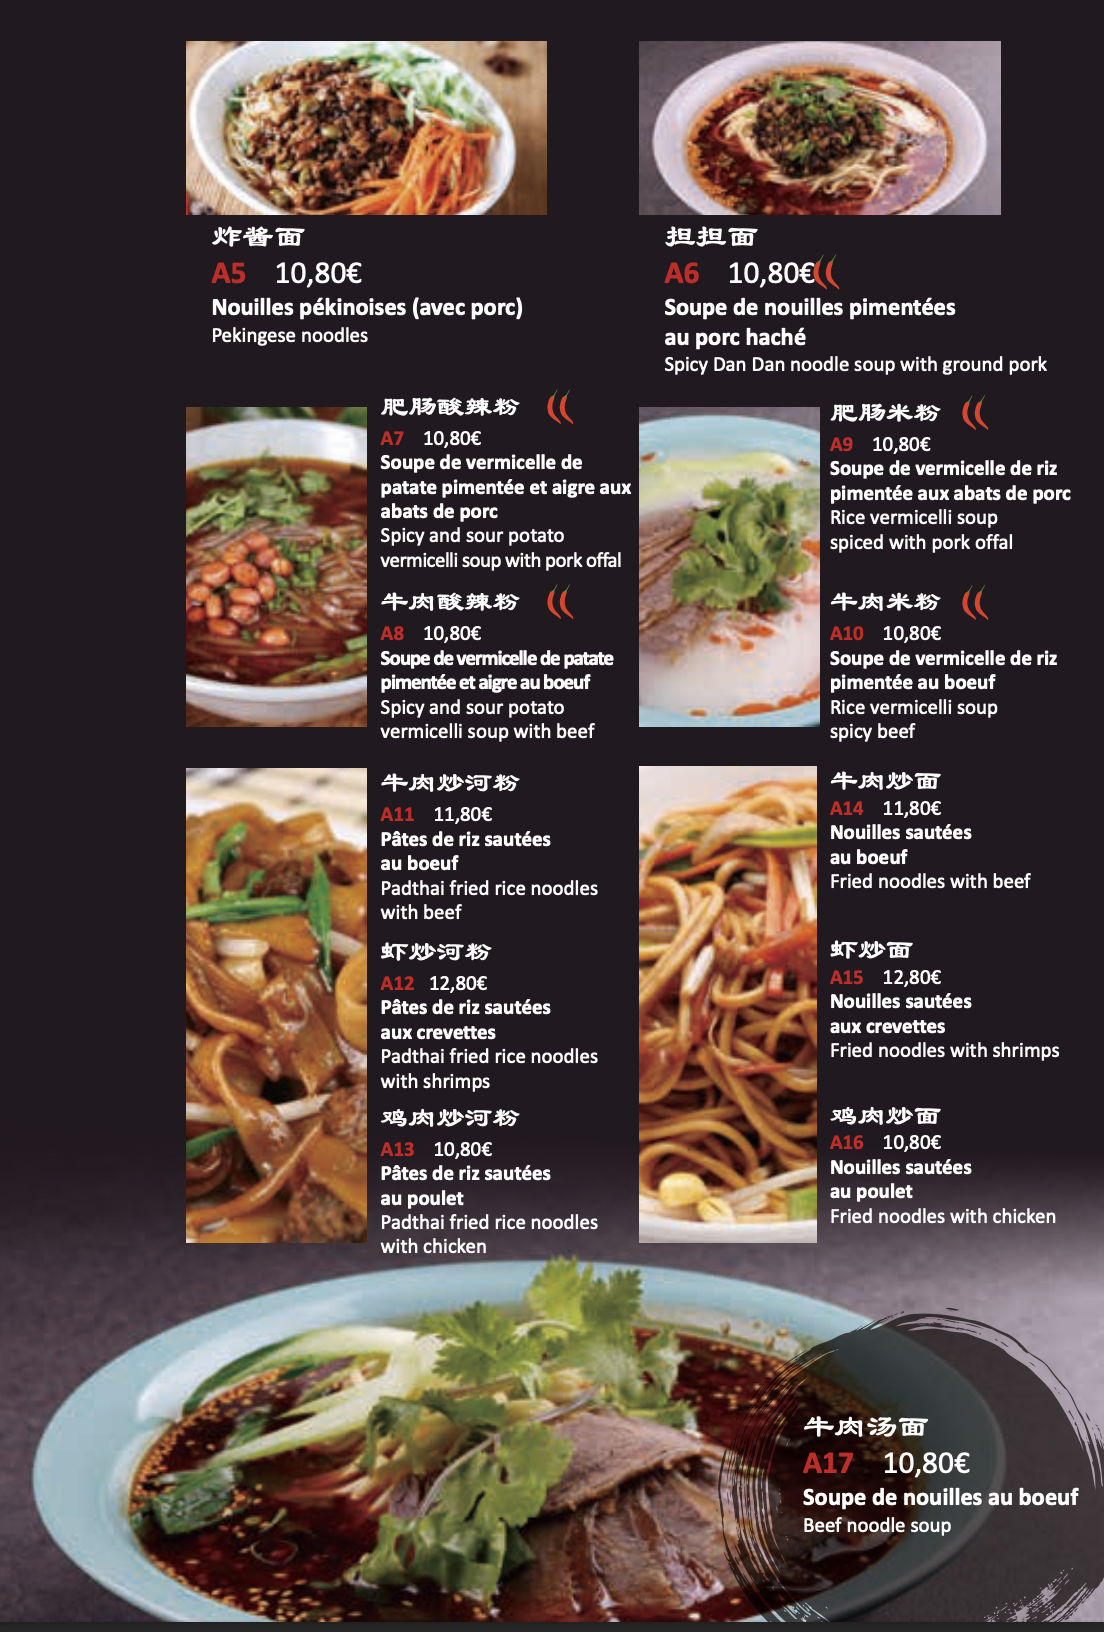 炸酱面
A5 10,80€
Nouilles pékinoises (avec porc)
Pekingese noodles
担担面
A6 10,80€
Soupe de nouilles pimentées
au porc haché
Spicy Dan Dan noodle soup with ground pork
肥肠酸辣粉
A7 10,80€
Soupe de vermicelle de
patate pimentée et aigre aux
abats de porc
Spicy and sour potato
vermicelli soup with pork offal
牛肉酸辣粉
A8 10,80€
Soupe de vermicelle de patate
pimentée et aigre au boeuf
Spicy and sour potato
vermicelli soup with beef
肥肠米粉
A9 10,80€
Soupe de vermicelle de riz
pimentée aux abats de porc
Rice vermicelli soup
spiced with pork offal
牛肉米粉
A10 10,80€
Soupe de vermicelle de riz
pimentée au boeuf
Rice vermicelli soup
spicy beef
牛肉炒河粉
A11 11,80€
Pâtes de riz sautées
au boeuf
Padthai fried rice noodles
with beef
虾炒河粉
A12 12,80€
Pâtes de riz sautées
aux crevettes
Padthai fried rice noodles
with shrimps
鸡肉炒河粉
A13 10,80€
Pâtes de riz sautées
au poulet
Padthai fried rice noodles
with chicken
牛肉炒面
A14 11,80€
Nouilles sautées
au boeuf
Fried noodles with beef
虾炒面
A15 12,80€
Nouilles sautées
aux crevettes
Fried noodles with shrimps
鸡肉炒面
A16 10,80€
Nouilles sautées
au poulet
Fried noodles with chicken
牛肉汤面
A17 10,80€
Soupe de nouilles au boeuf
Beef noodle soup